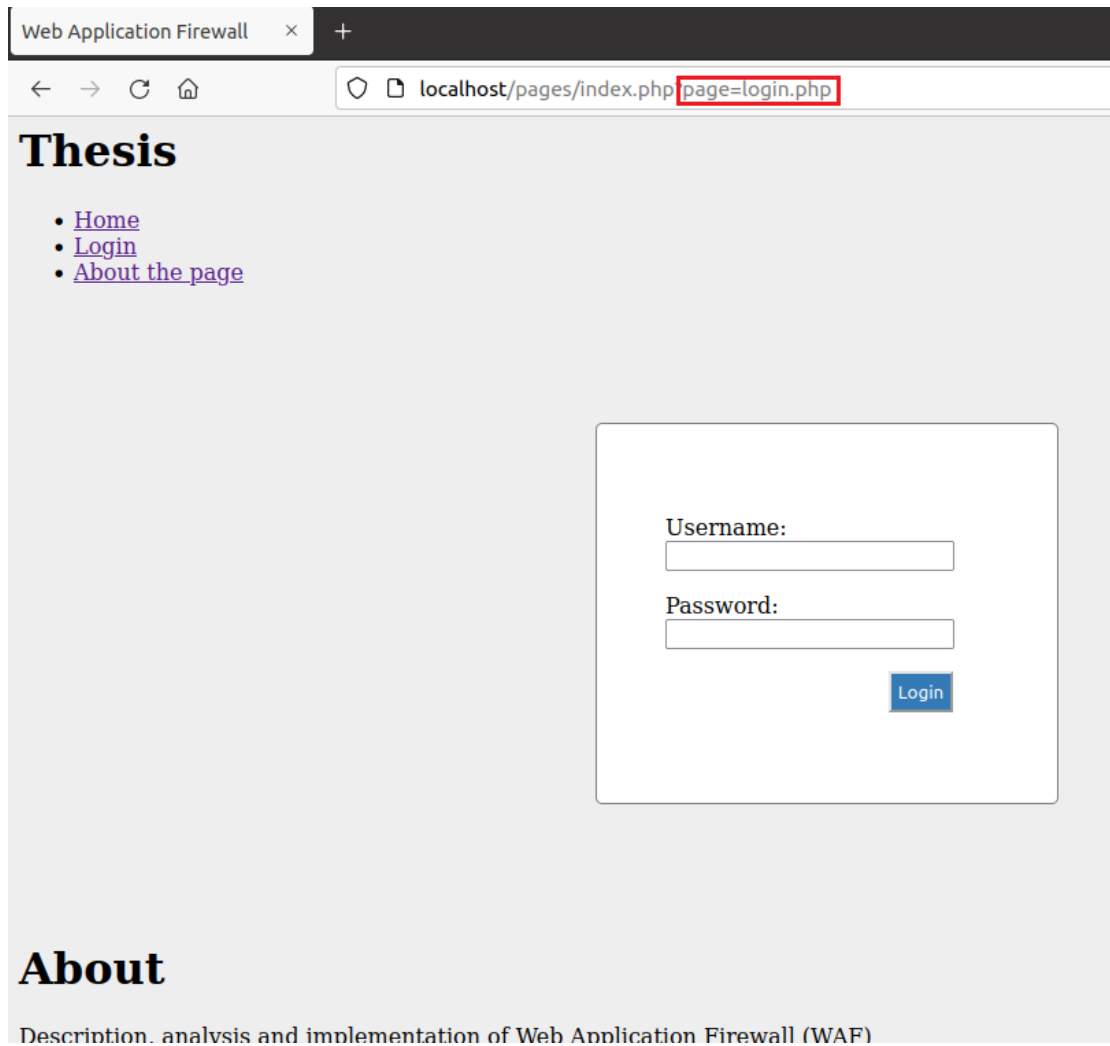 Web Application Firewall
localhost/pages/index.php?page=login.php
Thesis
Home
Login
About the page
Username:
Password:
Login
About
Description, analysis and implementation of Web Application Firewall (WAF)